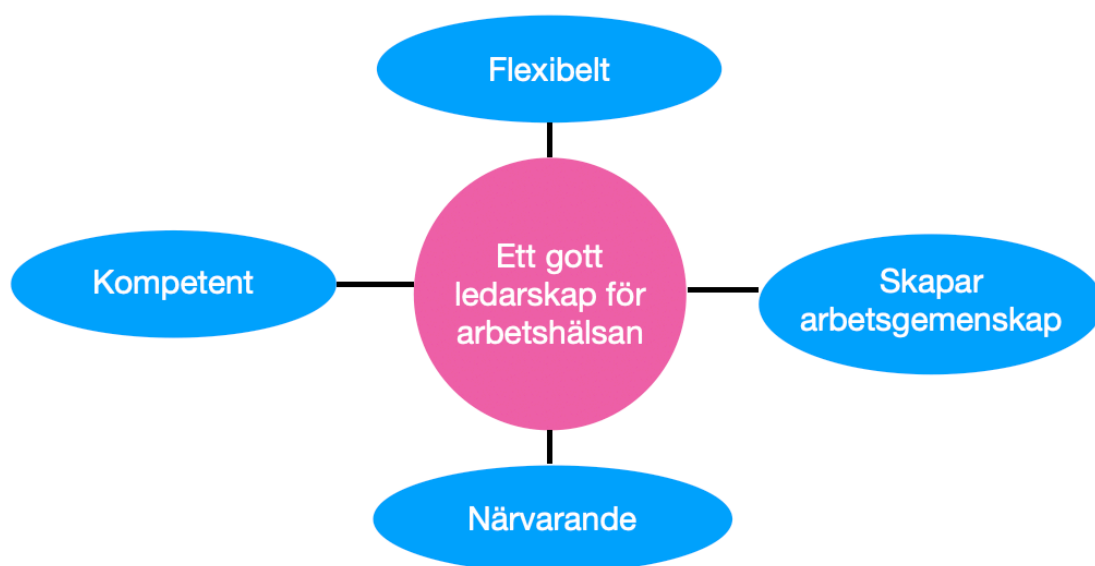 Flexibelt
Kompetent
Ett gott
ledarskap för
arbetshälsan
Skapar
arbetsgemenskap
Närvarande